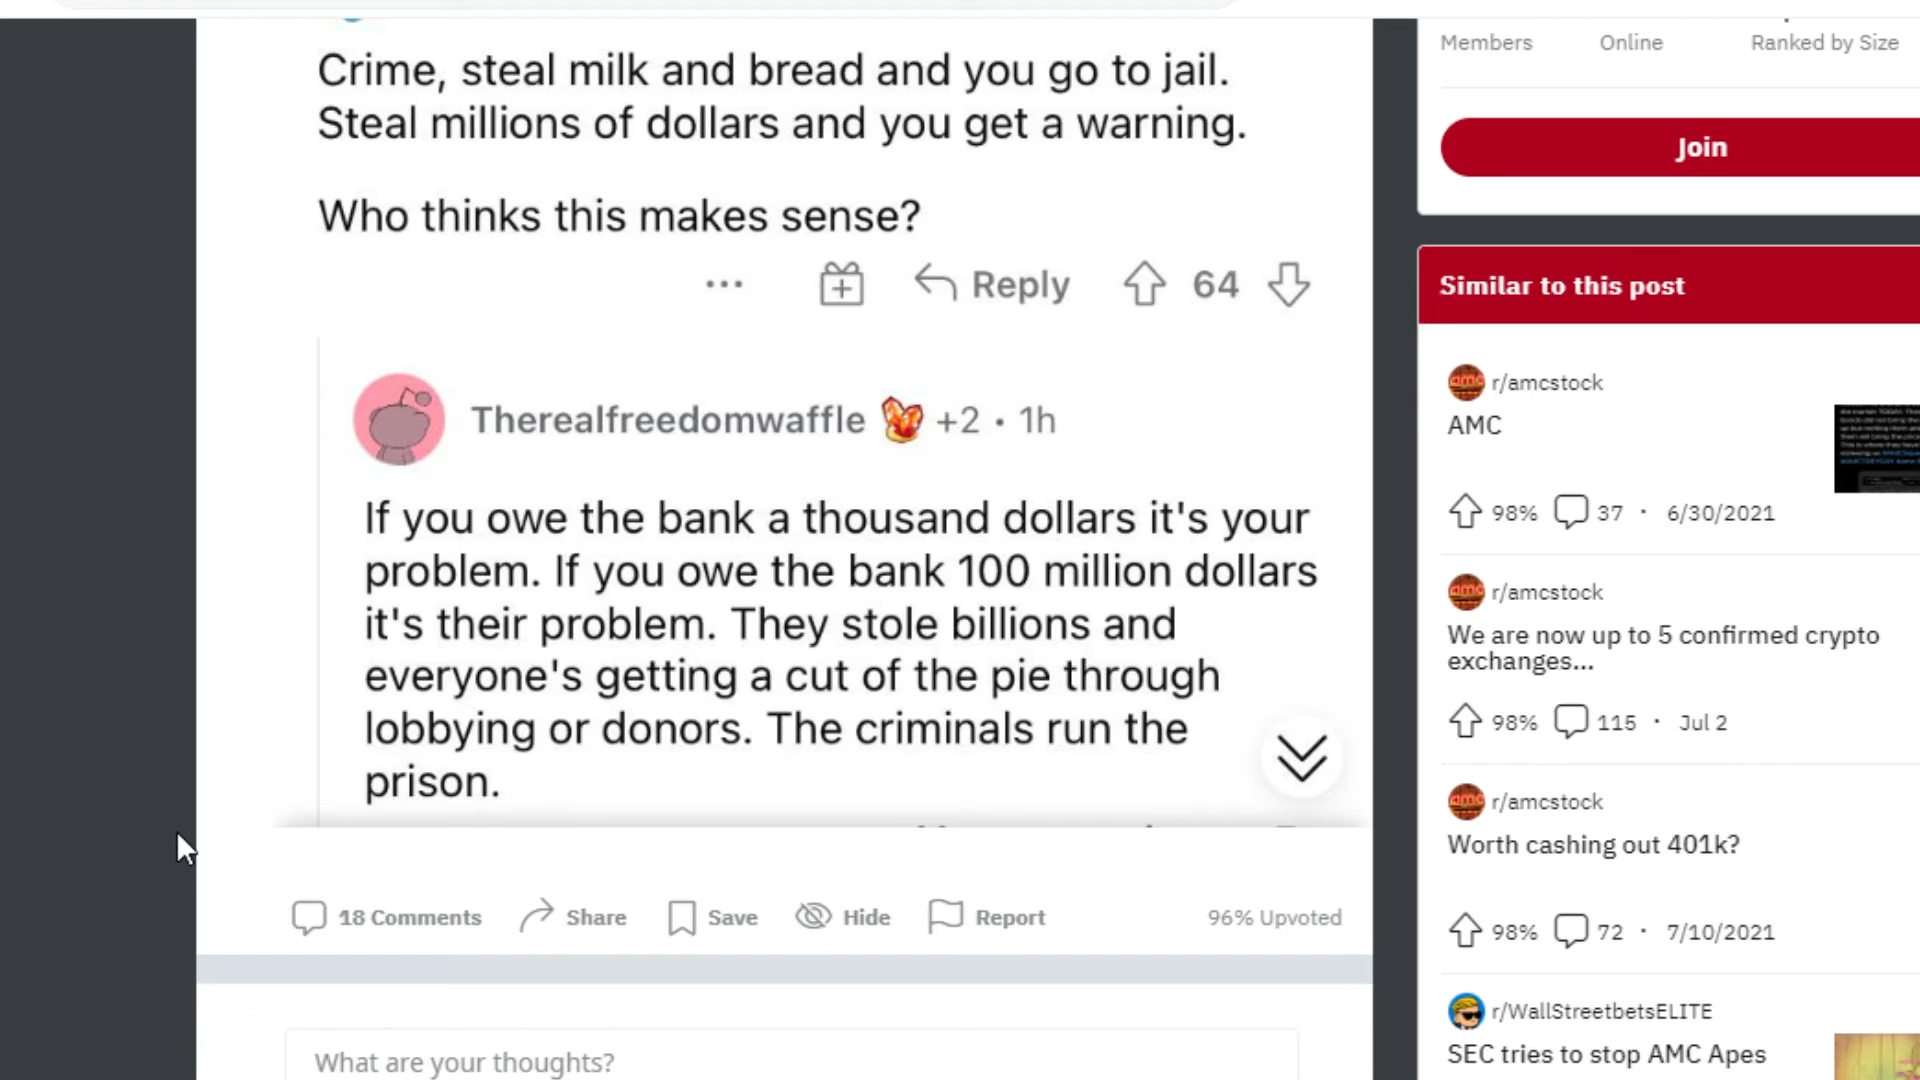 Crime, steal milk and bread and you go to jail.
Steal millions of dollars and you get a warning.
Who thinks this makes sense?
Reply
64
Therealfreedomwaffle +2 • 1h
If you owe the bank a thousand dollars it's your
problem. If you owe the bank 100 million dollars
it's their problem. They stole billions and
everyone's getting a cut of the pie through
lobbying or donors. The criminals run the
prison.
18 Comments Share Save Hide Report 96% Upvoted
What are your thoughts?
Members Online Ranked by Size
Join
Similar to this post
r/amcstock
AMC
98% 37 · 6/30/2021
r/amcstock
We are now up to 5 confirmed crypto
exchanges...
98% 115 · Jul 2
r/amcstock
Worth cashing out 401k?
98% 72 · 7/10/2021
r/WallStreetbetsELITE
SEC tries to stop AMC Apes